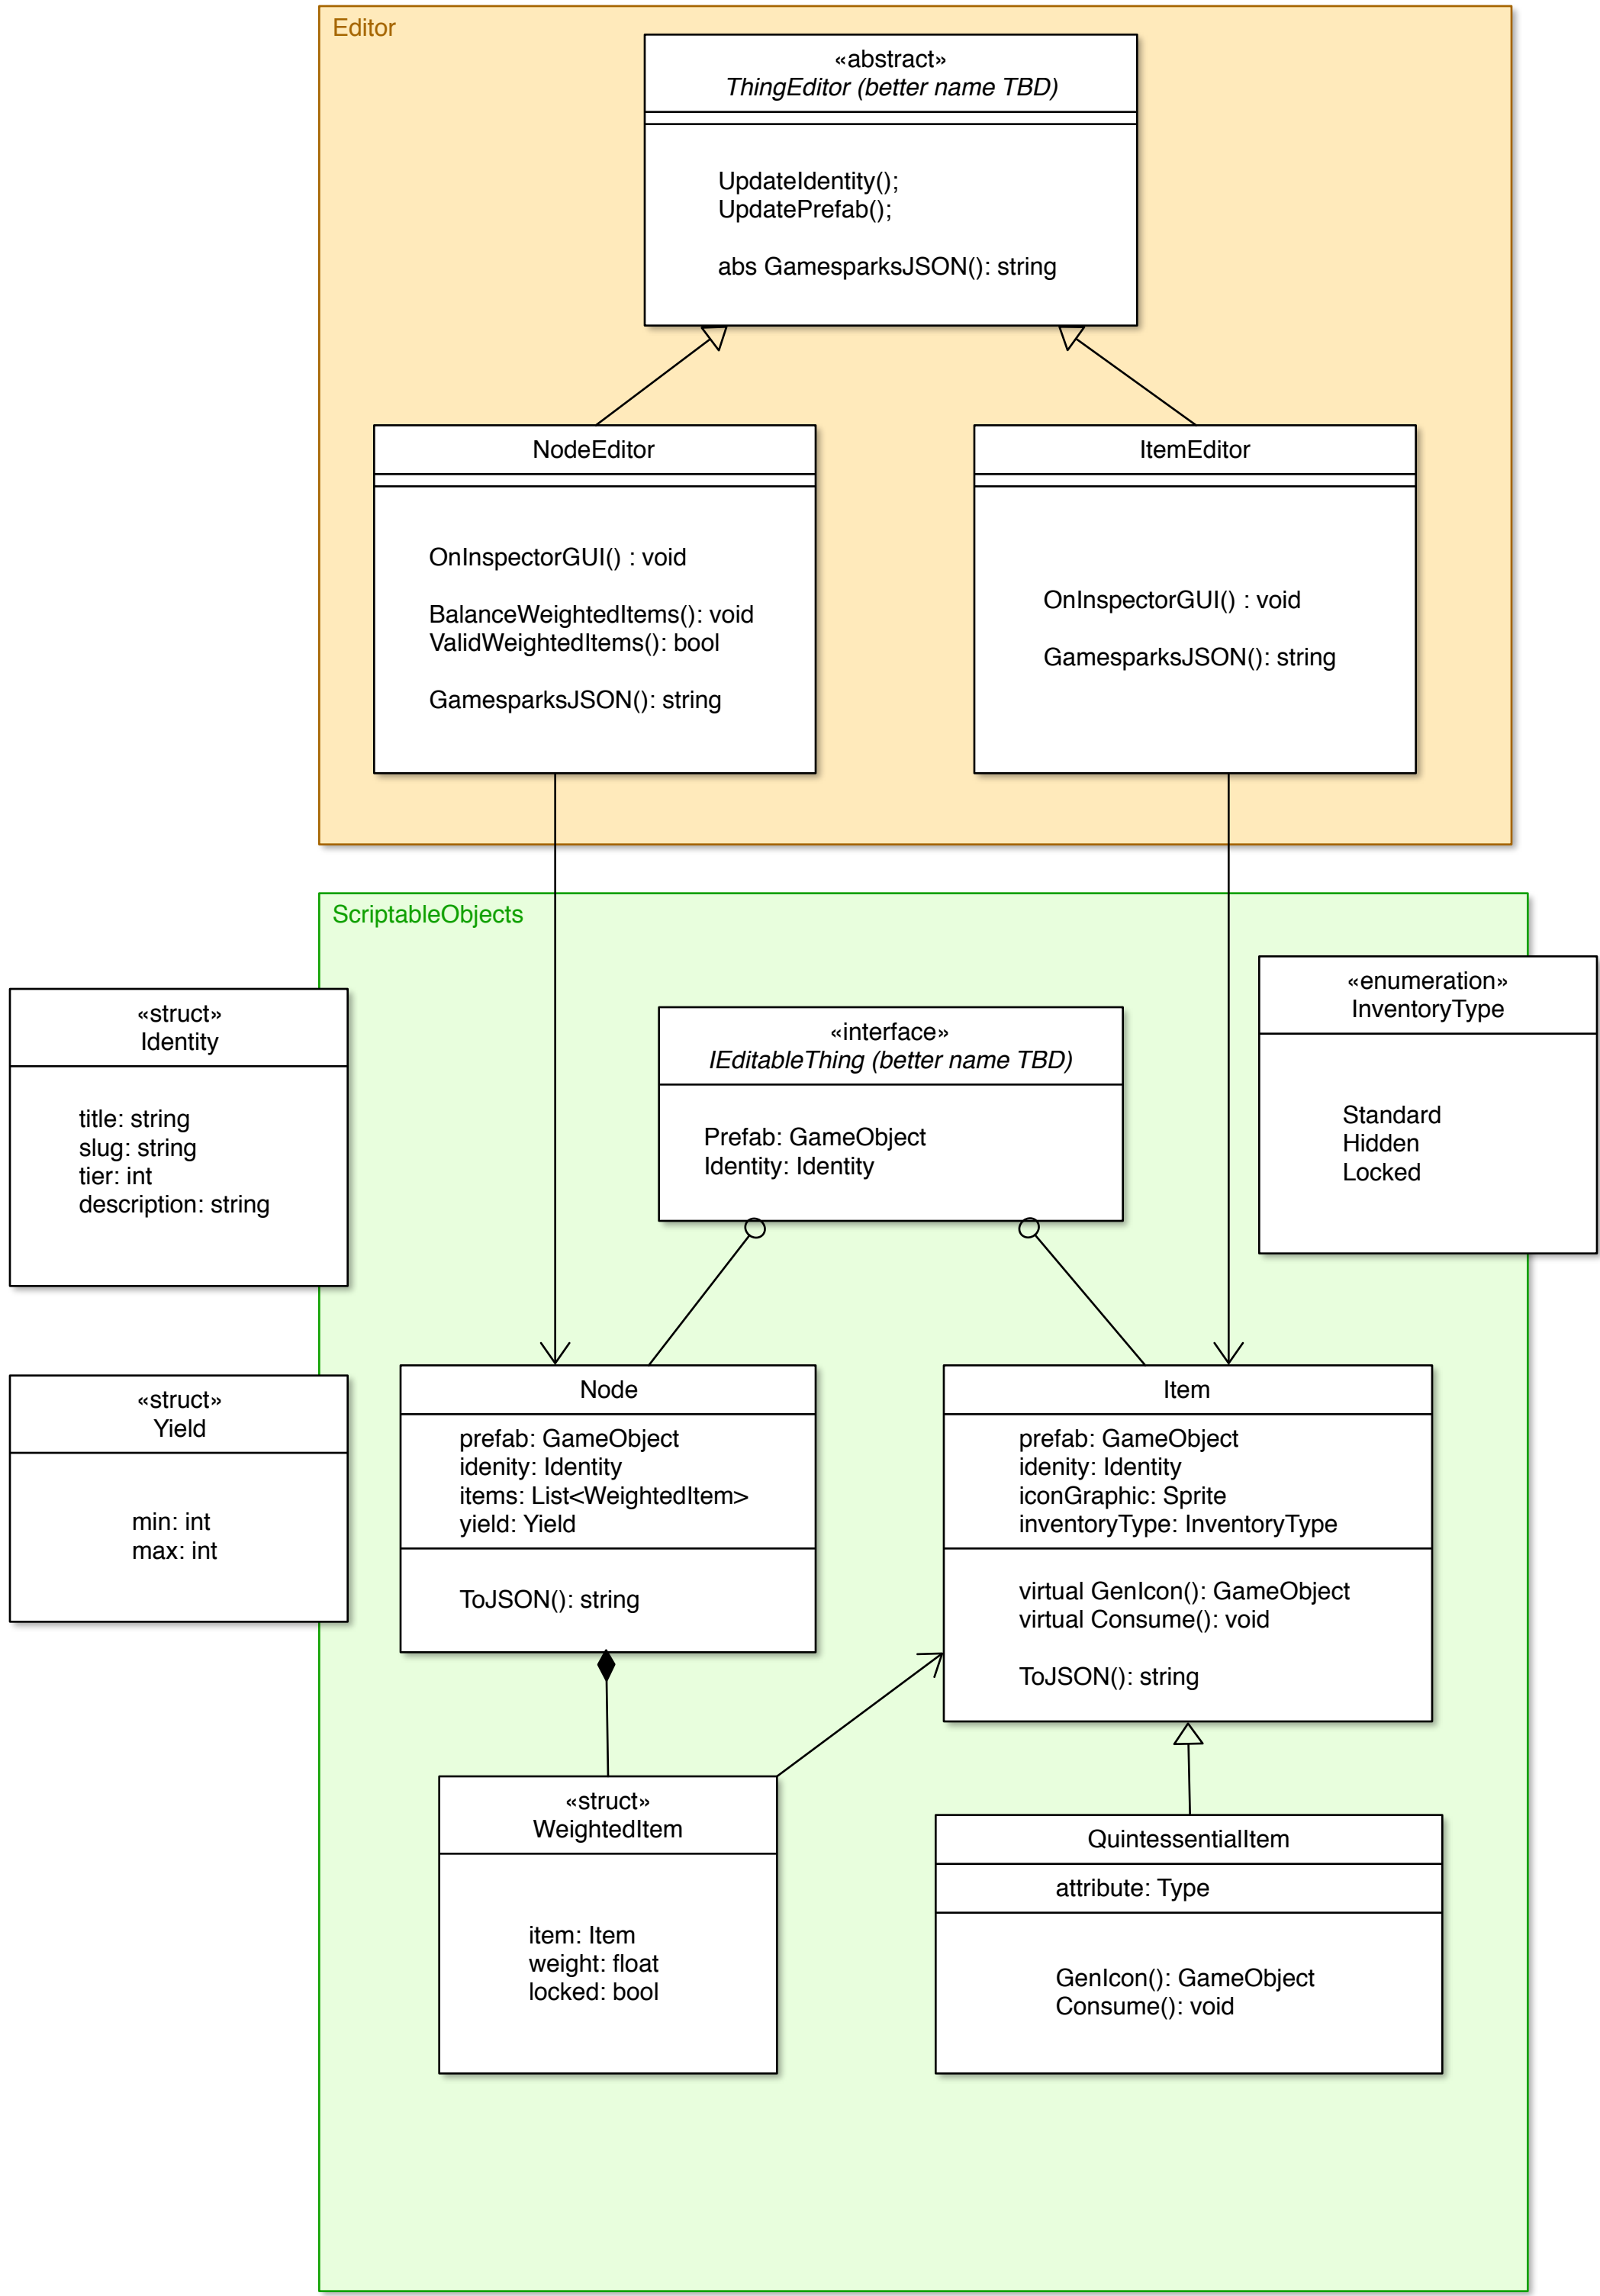 Editor
«abstract»
ThingEditor (better name TBD)
UpdateIdentity();
UpdatePrefab();
abs GamesparksJSON(): string
NodeEditor
OnInspectorGUI() : void
BalanceWeightedItems(): void
ValidWeightedItems(): bool
GamesparksJSON(): string
ItemEditor
OnInspectorGUI() : void
GamesparksJSON(): string
ScriptableObjects
«struct»
Identity
title: string
slug: string
tier: int
description: string
«interface»
IEditableThing (better name TBD)
Prefab: GameObject
Identity: Identity
«enumeration»
InventoryType
Standard
Hidden
Locked
«struct»
Yield
min: int
max: int
Node
prefab: GameObject
idenity: Identity
items: List<WeightedItem>
yield: Yield
ToJSON(): string
Item
prefab: GameObject
idenity: Identity
iconGraphic: Sprite
inventoryType: InventoryType
virtual GenIcon(): GameObject
virtual Consume(): void
ToJSON(): string
«struct»
WeightedItem
item: Item
weight: float
locked: bool
QuintessentialItem
attribute: Type
GenIcon(): GameObject
Consume(): void